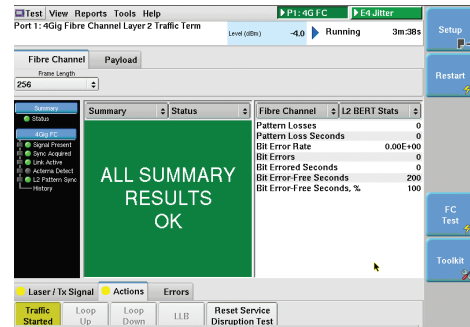 Test View Reports Tools Help
P1: 4G FC
E4 Jitter
Port 1: 4Gig Fibre Channel Layer 2 Traffic Term
Level (dBm) -4.0
Running 3m:38s
Setup
Restart
FC Test
Toolkit
Fibre Channel Payload
Frame Length
256
Summary
Status
4Gig FC
Signal Present
Sync Acquired
Link Active
Acterna Detect
L2 Pattern Sync
History
Summary Status
ALL SUMMARY
RESULTS
OK
Fibre Channel L2 BERT Stats
Pattern Losses 0
Pattern Loss Seconds 0
Bit Error Rate 0.00E+00
Bit Errors 0
Bit Errored Seconds 0
Bit Error-Free Seconds 200
Bit Error-Free Seconds, % 100
Laser / Tx Signal Actions Errors
Traffic Started
Loop Up
Loop Down
LLB
Reset Service Disruption Test